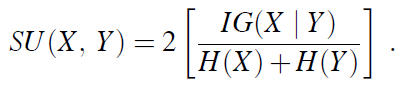 SU(X, Y) = 2 [ IG(X | Y) / H(X)+H(Y) ] .